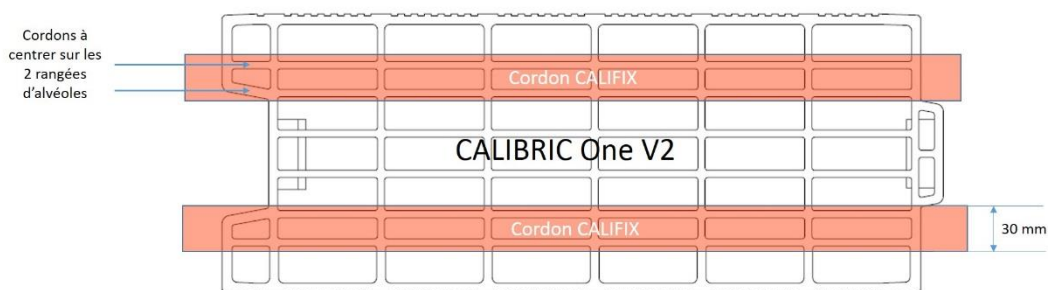 Cordons à
centrer sur les
2 rangées
d'alvéoles
Cordon CALIFIX
CALIBRIC One V2
Cordon CALIFIX
30 mm